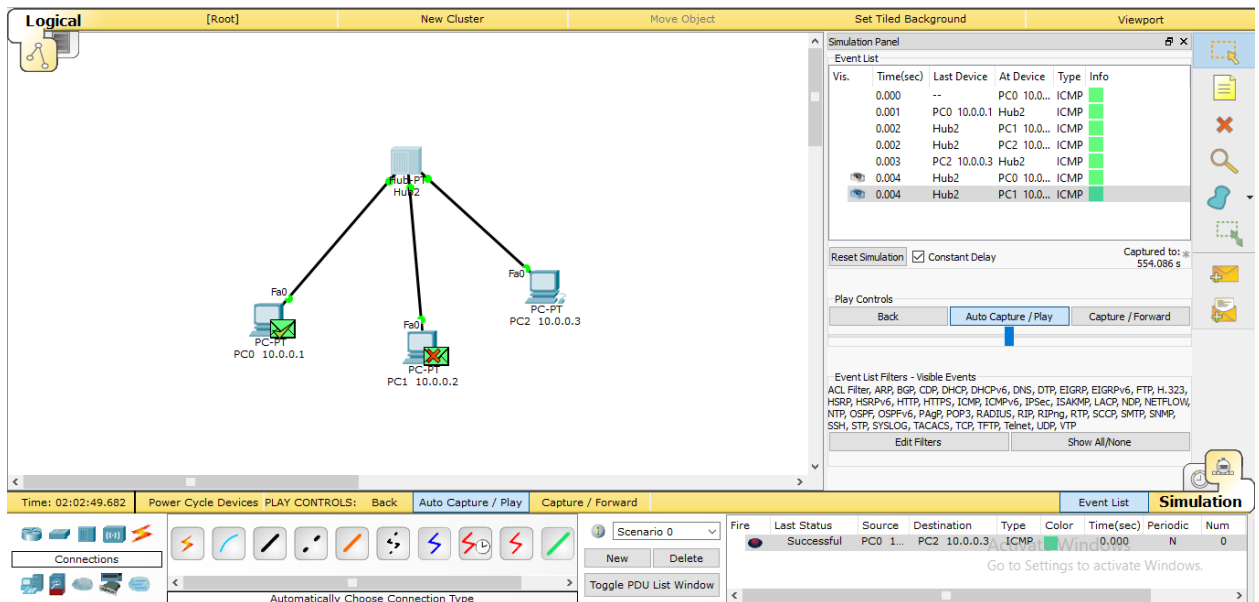 Logical [Root] New Cluster Move Object Set Tiled Background Viewport
Simulation Panel
Event List
Vis. Time(sec) Last Device At Device Type Info
0.000 -- PC0 10.0... ICMP
0.001 PC0 10.0.0.1 Hub2 ICMP
0.002 Hub2 PC1 10.0... ICMP
0.002 Hub2 PC2 10.0... ICMP
0.003 PC2 10.0.0.3 Hub2 ICMP
0.004 Hub2 PC0 10.0... ICMP
0.004 Hub2 PC1 10.0... ICMP
Reset Simulation Constant Delay Captured to: *
554.086 s
Play Controls
Back Auto Capture / Play Capture / Forward
Event List Filters - Visible Events
ACL Filter, ARP, BGP, CDP, DHCP, DHCPv6, DNS, DTP, EIGRP, EIGRPv6, FTP, H.323,
HSRP, HSRPv6, HTTP, HTTPS, ICMP, ICMPv6, IPSec, ISAKMP, LACP, NDP, NETFLOW,
NTP, OSPF, OSPFv6, PAgP, POP3, RADIUS, RIP, RIPng, RTP, SCCP, SMTP, SNMP,
SSH, STP, SYSLOG, TACACS, TCP, TFTP, Telnet, UDP, VTP
Edit Filters Show All/None
Hub-PT
Hub2
Fa0
PC-PT
PC2 10.0.0.3
Fa0
PC-PT
PC0 10.0.0.1
Fa0
PC-PT
PC1 10.0.0.2
Time: 02:02:49.682 Power Cycle Devices PLAY CONTROLS: Back Auto Capture / Play Capture / Forward Event List Simulation
Connections
Automatically Choose Connection Type
Scenario 0
New Delete
Toggle PDU List Window
Fire Last Status Source Destination Type Color Time(sec) Periodic Num
Successful PC0 1... PC2 10.0.0.3 ICMP 0.000 N 0
Activate Windows
Go to Settings to activate Windows.